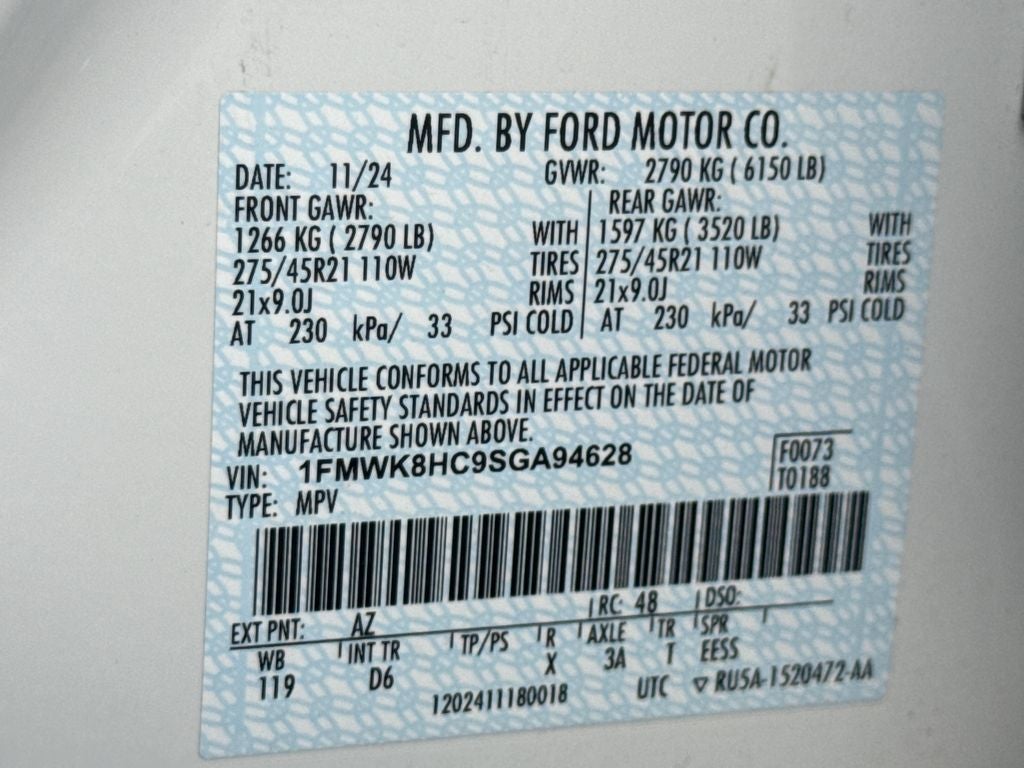 MFD. BY FORD MOTOR CO.
DATE: 11/24 GVWR: 2790 KG ( 6150 LB)
FRONT GAWR: REAR GAWR:
1266 KG ( 2790 LB) WITH 1597 KG ( 3520 LB) WITH
275/45R21 110W TIRES 275/45R21 110W TIRES
21x9.0J RIMS 21x9.0J RIMS
AT 230 kPa/ 33 PSI COLD AT 230 kPa/ 33 PSI COLD
THIS VEHICLE CONFORMS TO ALL APPLICABLE FEDERAL MOTOR
VEHICLE SAFETY STANDARDS IN EFFECT ON THE DATE OF
MANUFACTURE SHOWN ABOVE.
VIN: 1FMWK8HC9SGA94628 F0073
TYPE: MPV T0188
EXT PNT: AZ RC: 48 DSO:
WB INT TR TP/PS R AXLE TR SPR
119 D6 X 3A T EESS
1202411180018 UTC ▽ RU5A-1520472-AA